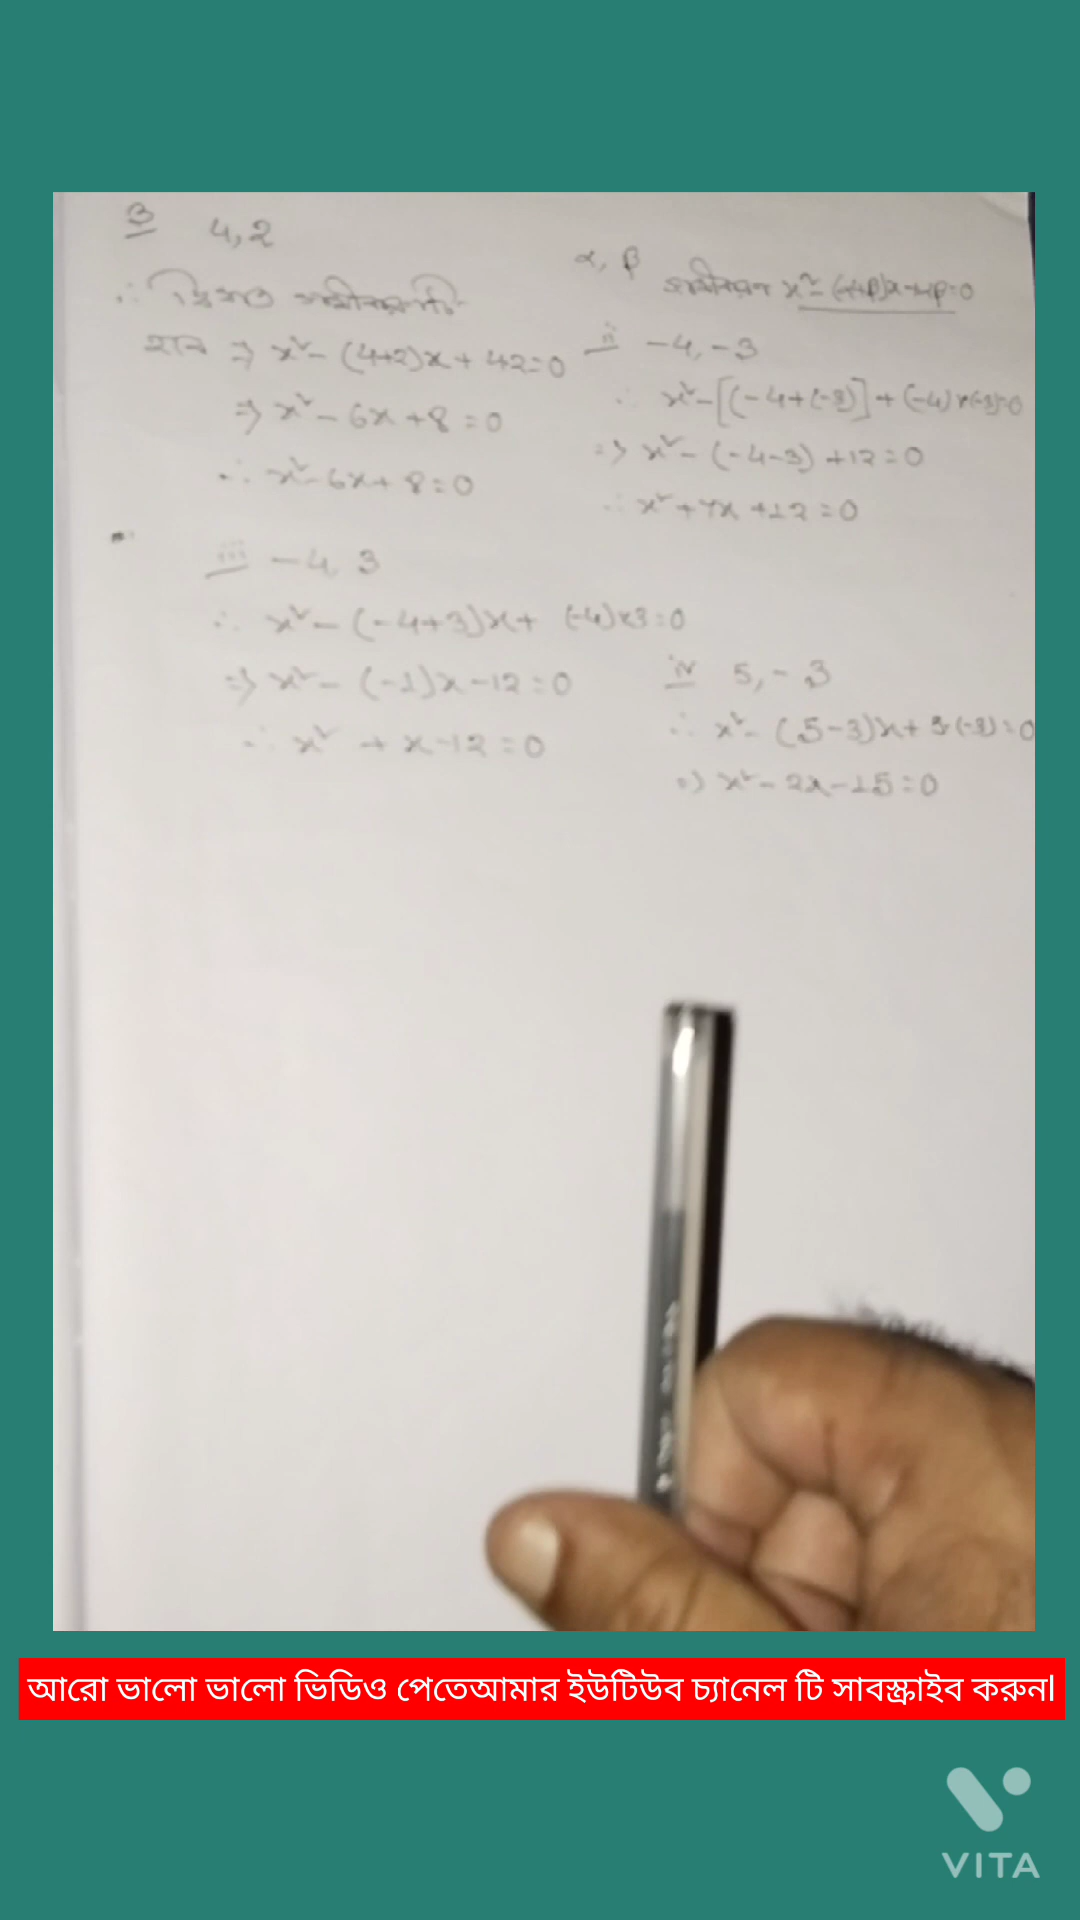 3 4, 2
α, β সমীকরণ x² - (α+β)x + αβ = 0
∴ দ্বিঘাত সমীকরণটি
হবে ⇒ x² - (4+2)x + 4·2 = 0
⇒ x² - 6x + 8 = 0
∴ x² - 6x + 8 = 0
ii -4, -3
∴ x² - [(-4+(-3)] + (-4)×(-3) = 0
⇒ x² - (-4-3) + 12 = 0
∴ x² + 7x + 12 = 0
iii -4, 3
∴ x² - (-4+3)x + (-4)×3 = 0
⇒ x² - (-1)x - 12 = 0
∴ x² + x - 12 = 0
iv 5, -3
∴ x² - (5-3)x + 5·(-3) = 0
⇒ x² - 2x - 15 = 0
আরো ভালো ভালো ভিডিও পেতেআমার ইউটিউব চ্যানেল টি সাবস্ক্রাইব করুন।
VITA